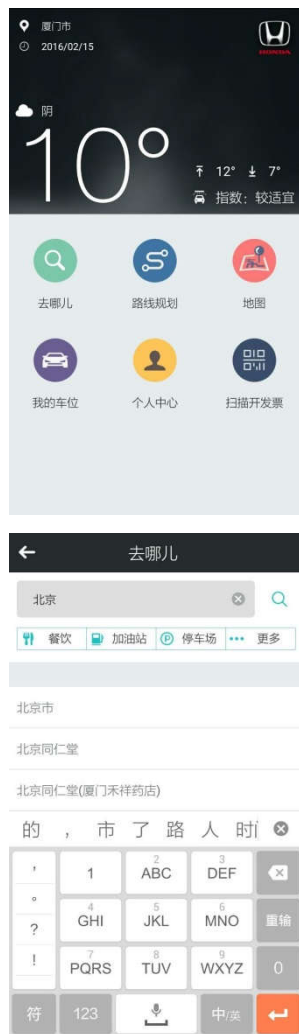 厦门市
2016/02/15
HONDA
阴
10°
12° 7°
指数：较适宜
去哪儿 路线规划 地图
我的车位 个人中心 扫描开发票
去哪儿
北京
餐饮 加油站 P 停车场 更多
北京市
北京同仁堂
北京同仁堂(厦门禾祥药店)
的 ， 市 了 路 人 时
， 1 2 ABC 3 DEF
。 4 GHI 5 JKL 6 MNO 重输
？
！ 7 PQRS 8 TUV 9 WXYZ 0
符 123 中/英